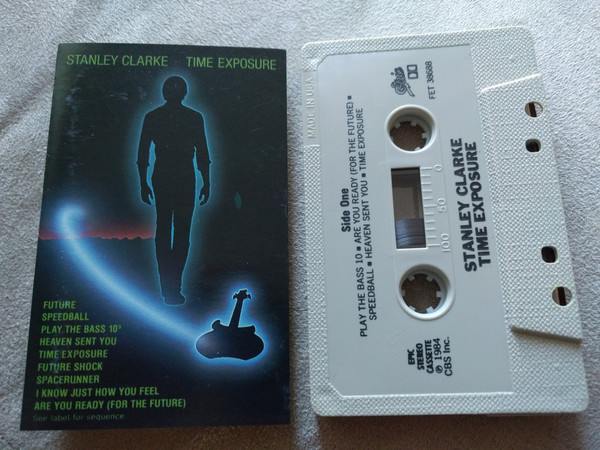 STANLEY CLARKE TIME EXPOSURE
FUTURE
SPEEDBALL
PLAY THE BASS 10³
HEAVEN SENT YOU
TIME EXPOSURE
FUTURE SHOCK
SPACERUNNER
I KNOW JUST HOW YOU FEEL
ARE YOU READY (FOR THE FUTURE)
See label for sequence
Side One
PLAY THE BASS 10 ■ ARE YOU READY (FOR THE FUTURE) ■
SPEEDBALL ■ HEAVEN SENT YOU ■ TIME EXPOSURE
MADE IN U.S.A.
Epic
FET 38688
0
50
100
STANLEY CLARKE
TIME EXPOSURE
EPIC
STEREO
CASSETTE
℗ 1984
CBS Inc.